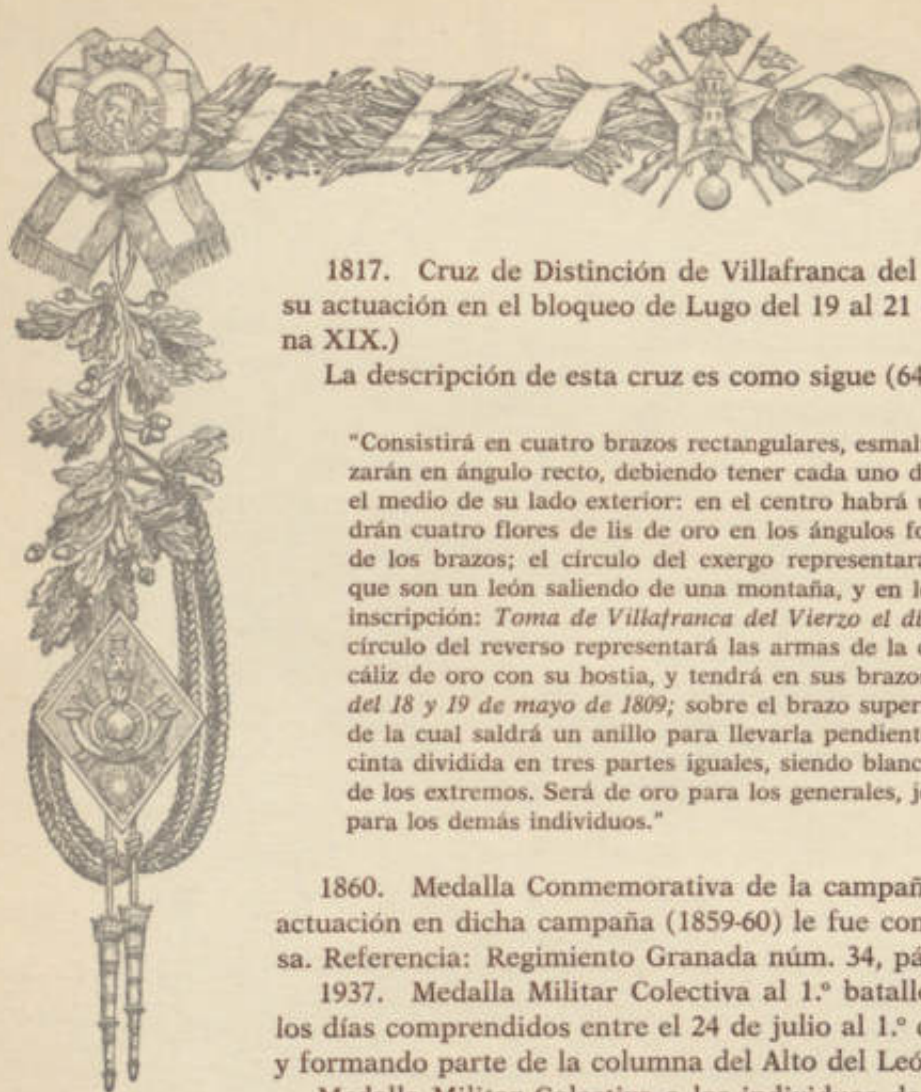 1817. Cruz de Distinción de Villafranca del
su actuación en el bloqueo de Lugo del 19 al 21
na XIX.)
La descripción de esta cruz es como sigue (64
"Consistirá en cuatro brazos rectangulares, esmal
zarán en ángulo recto, debiendo tener cada uno d
el medio de su lado exterior: en el centro habrá
drán cuatro flores de lis de oro en los ángulos fo
de los brazos; el círculo del exergo representar
que son un león saliendo de una montaña, y en l
inscripción: Toma de Villafranca del Vierzo el dí
círculo del reverso representará las armas de la
cáliz de oro con su hostia, y tendrá en sus brazo
del 18 y 19 de mayo de 1809; sobre el brazo super
de la cual saldrá un anillo para llevarla pendient
cinta dividida en tres partes iguales, siendo blanc
de los extremos. Será de oro para los generales, j
para los demás individuos."
1860. Medalla Conmemorativa de la campañ
actuación en dicha campaña (1859-60) le fue con
sa. Referencia: Regimiento Granada núm. 34, pá
1937. Medalla Militar Colectiva al 1.º batall
los días comprendidos entre el 24 de julio al 1.º
y formando parte de la columna del Alto del Leó
Medalla Militar Colectiva